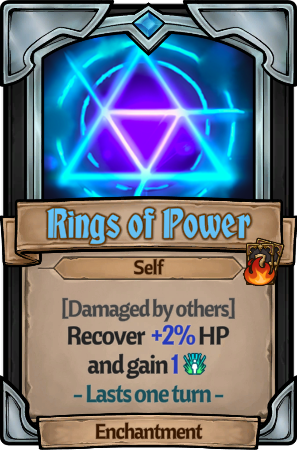 Rings of Power
Self
[Damaged by others]
Recover +2% HP
and gain 1
- Lasts one turn -
Enchantment